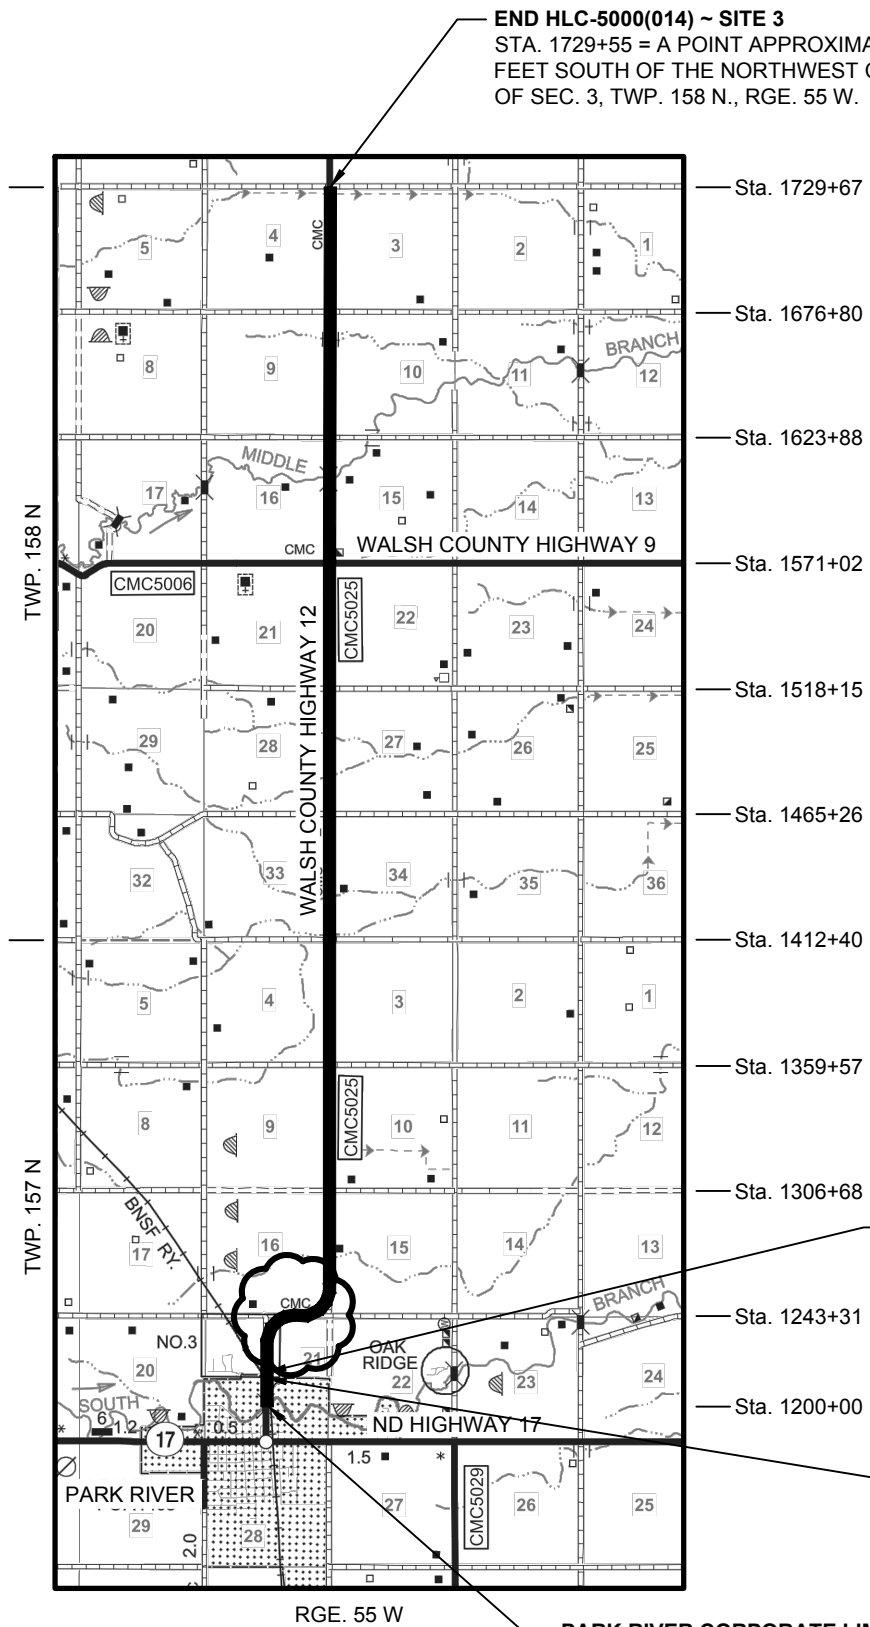 END HLC-5000(014) ~ SITE 3
STA. 1729+55 = A POINT
FEET SOUTH OF THE NORTHWEST
OF SEC. 3, TWP. 158 N., RGE. 55 W.
Sta. 1729+67
5
4
CMC
3
2
1
Sta. 1676+80
8
9
10
11
BRANCH
12
Sta. 1623+88
TWP. 158 N
17
MIDDLE
16
15
14
13
CMC
WALSH COUNTY HIGHWAY 9
Sta. 1571+02
CMC5006
20
21
WALSH COUNTY HIGHWAY 12
CMC5025
22
23
24
Sta. 1518+15
29
28
27
26
25
Sta. 1465+26
32
33
34
35
36
Sta. 1412+40
5
4
3
2
1
Sta. 1359+57
TWP. 157 N
8
9
CMC5025
10
11
12
Sta. 1306+68
BNSF RY.
17
16
15
14
13
CMC
BRANCH
Sta. 1243+31
NO.3
20
21
OAK
RIDGE
22
23
24
SOUTH
6
1.2
0.5
17
ND HIGHWAY 17
Sta. 1200+00
1.5
PARK RIVER
29
2.0
28
27
CMC5029
26
25
RGE. 55 W
PARK RIVER CORPORATE